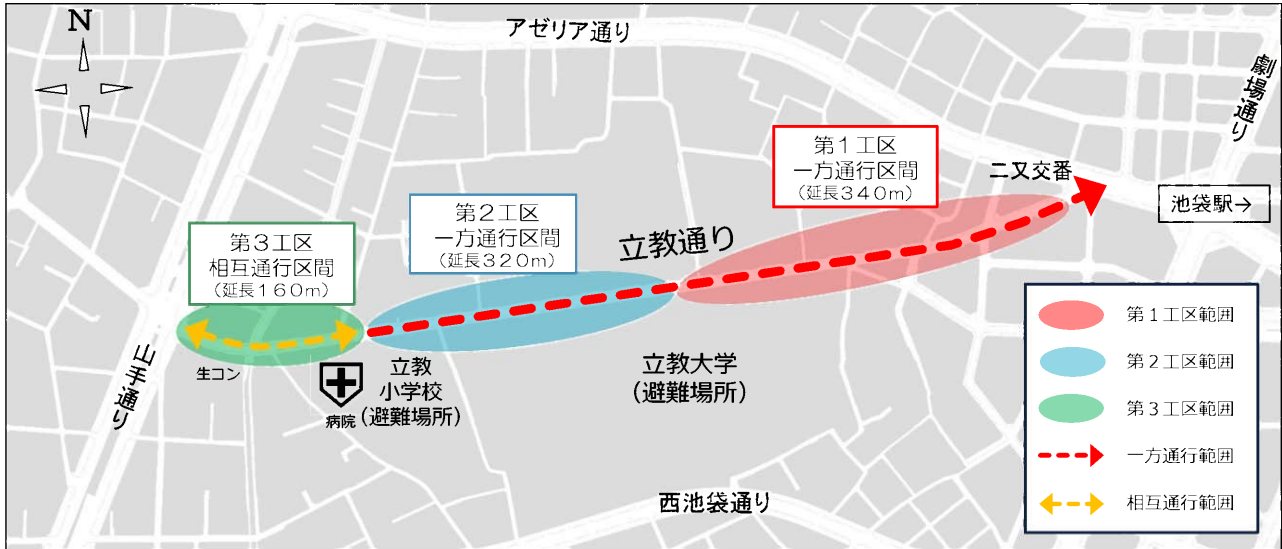 N
アゼリア通り
劇場通り
第1工区
一方通行区間
(延長340m)
二又交番
池袋駅→
第2工区
一方通行区間
(延長320m)
立教通り
第3工区
相互通行区間
(延長160m)
山手通り
生コン
病院
立教
小学校
(避難場所)
立教大学
(避難場所)
西池袋通り
第1工区範囲
第2工区範囲
第3工区範囲
一方通行範囲
相互通行範囲